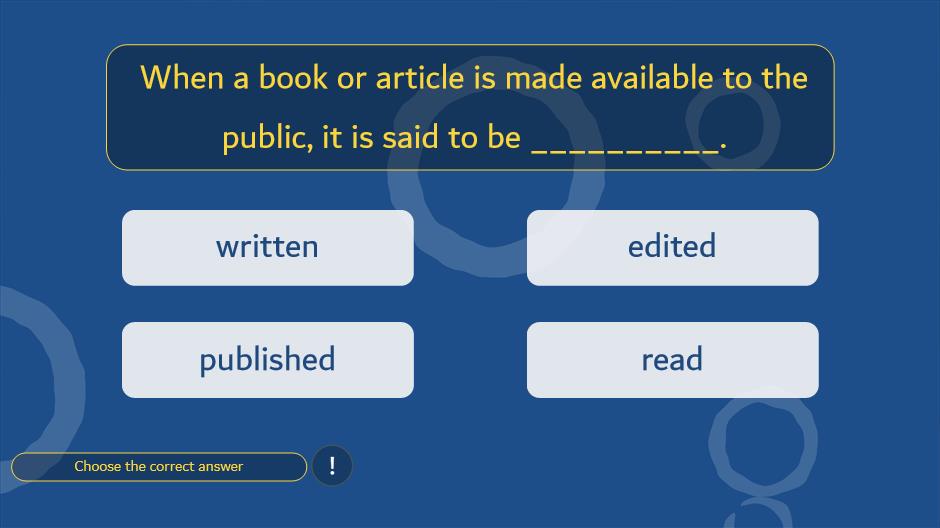 When a book or article is made available to the
public, it is said to be __________.
written
edited
published
read
Choose the correct answer
!